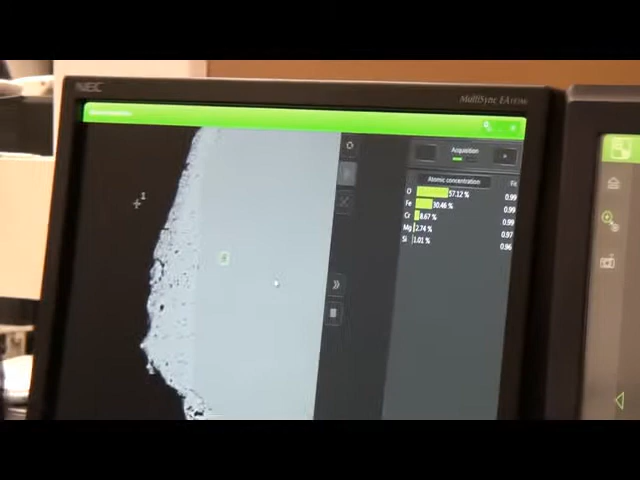 NEC
MultiSync EA
Acquisition
Atomic concentration
O 57.12 % 0.99
Fe 30.46 % 0.99
Cr 8.67 % 0.99
Mg 2.74 % 0.97
Si 1.01 % 0.96